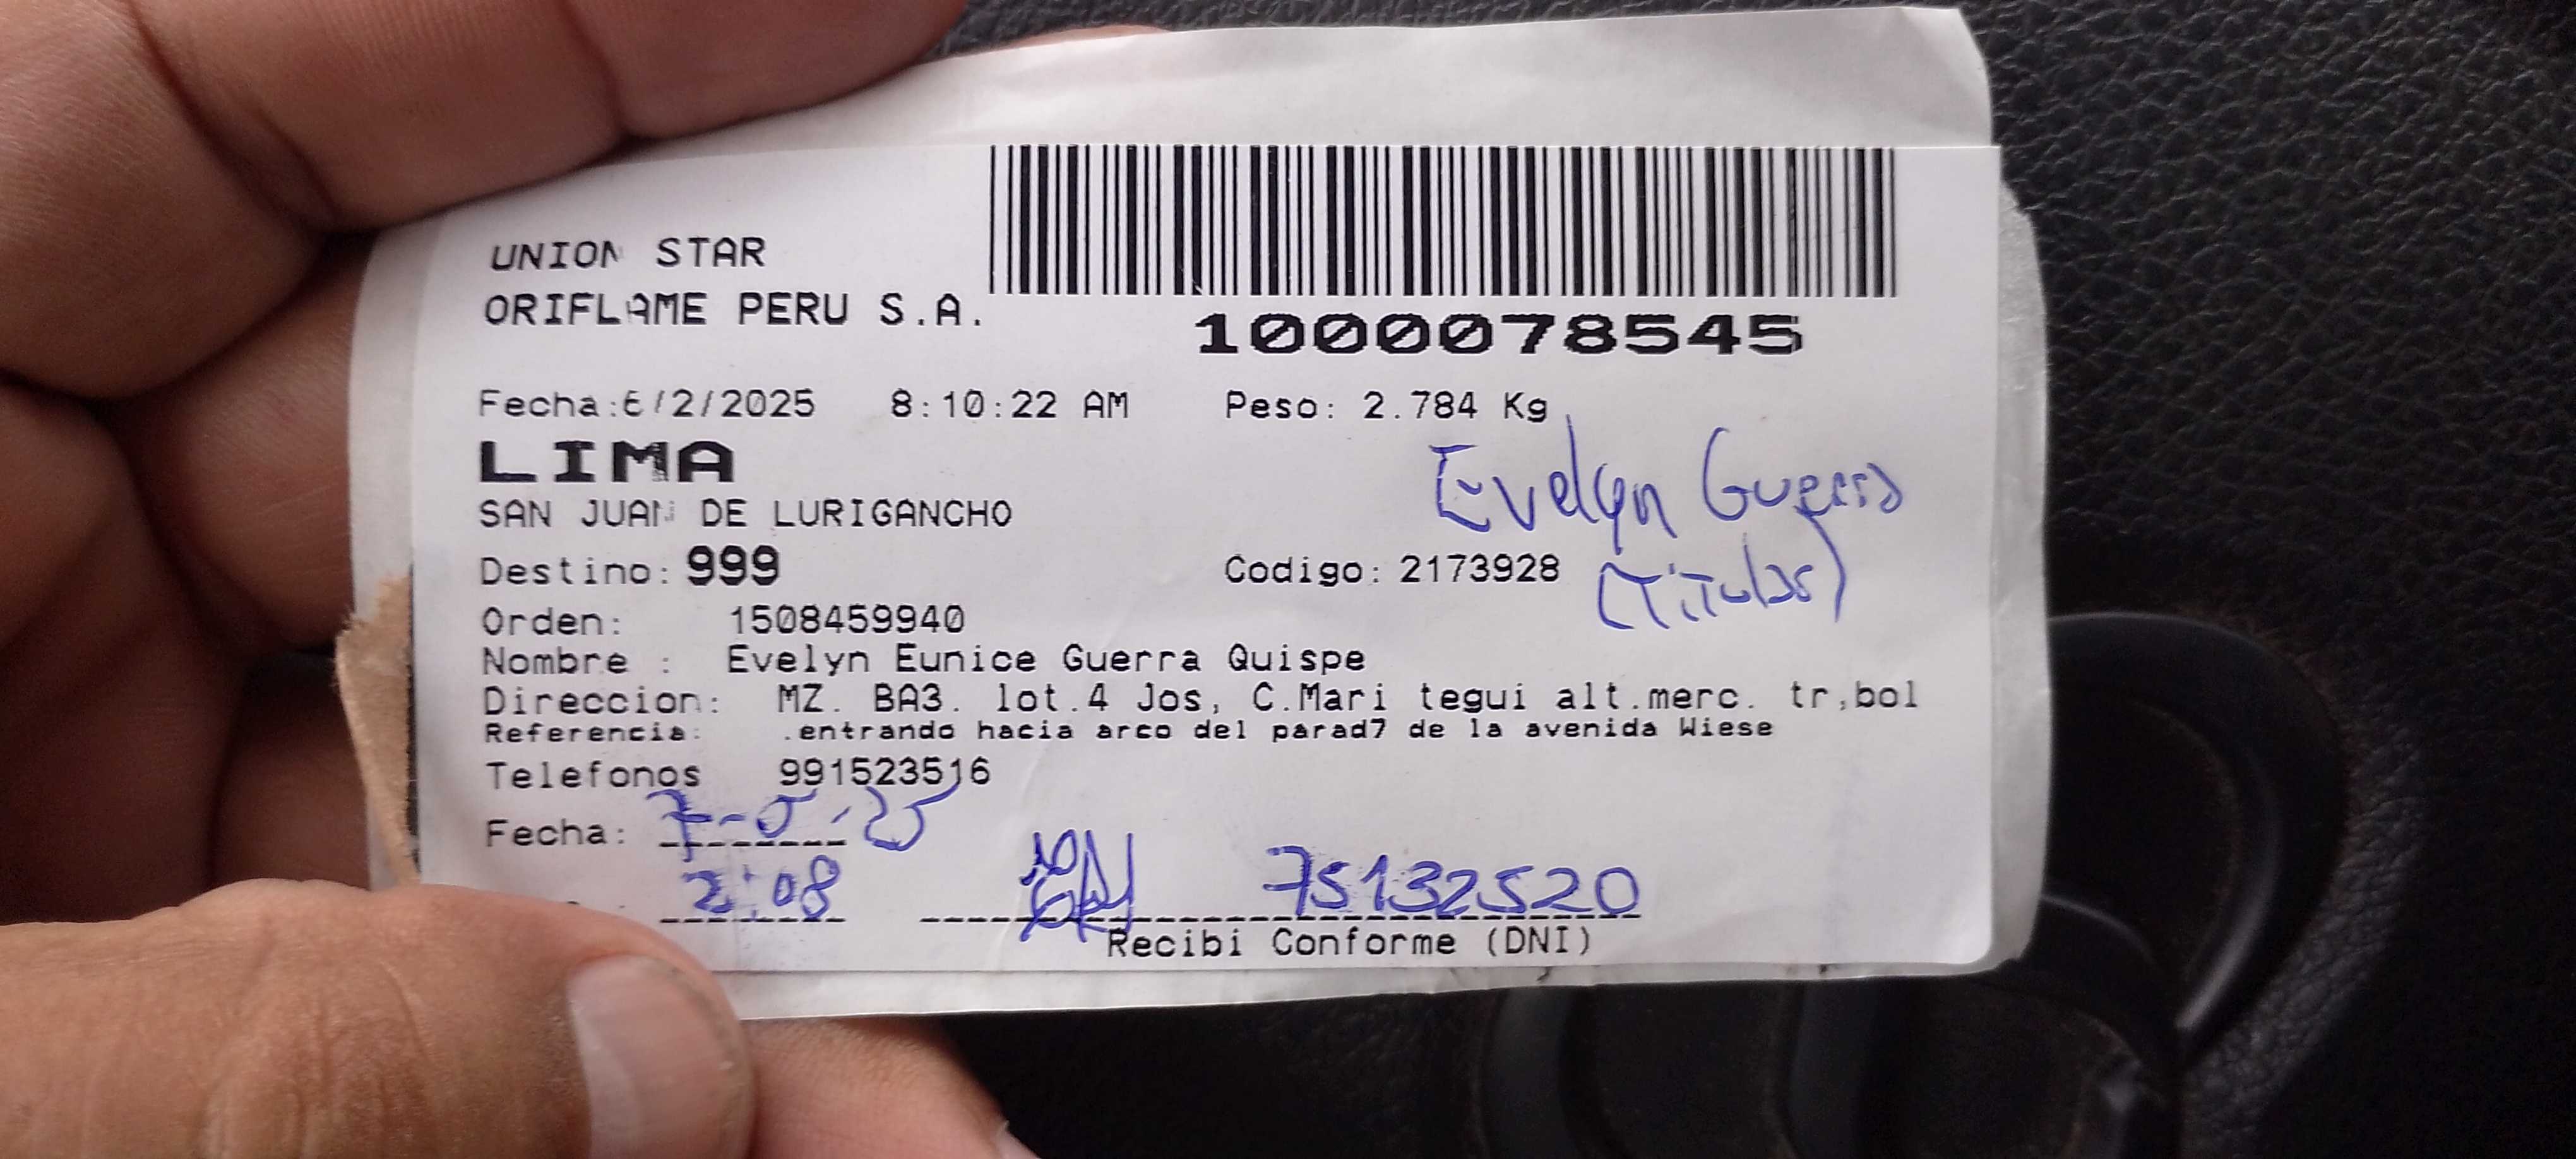 UNION STAR
ORIFLAME PERU S.A.
1000078545
Fecha:6/2/2025 8:10:22 AM Peso: 2.784 Kg
LIMA
Evelyn Guerra
SAN JUAN DE LURIGANCHO
Destino: 999 Codigo: 2173928
(Titular)
Orden: 1508459940
Nombre : Evelyn Eunice Guerra Quispe
Direccion: MZ. BA3. lot.4 Jos, C.Mari tegui alt.merc. tr,bol
Referencia: .entrando hacia arco del parad7 de la avenida Wiese
Telefonos 991523516
Fecha: 25
2:08 75132520
Recibi Conforme (DNI)